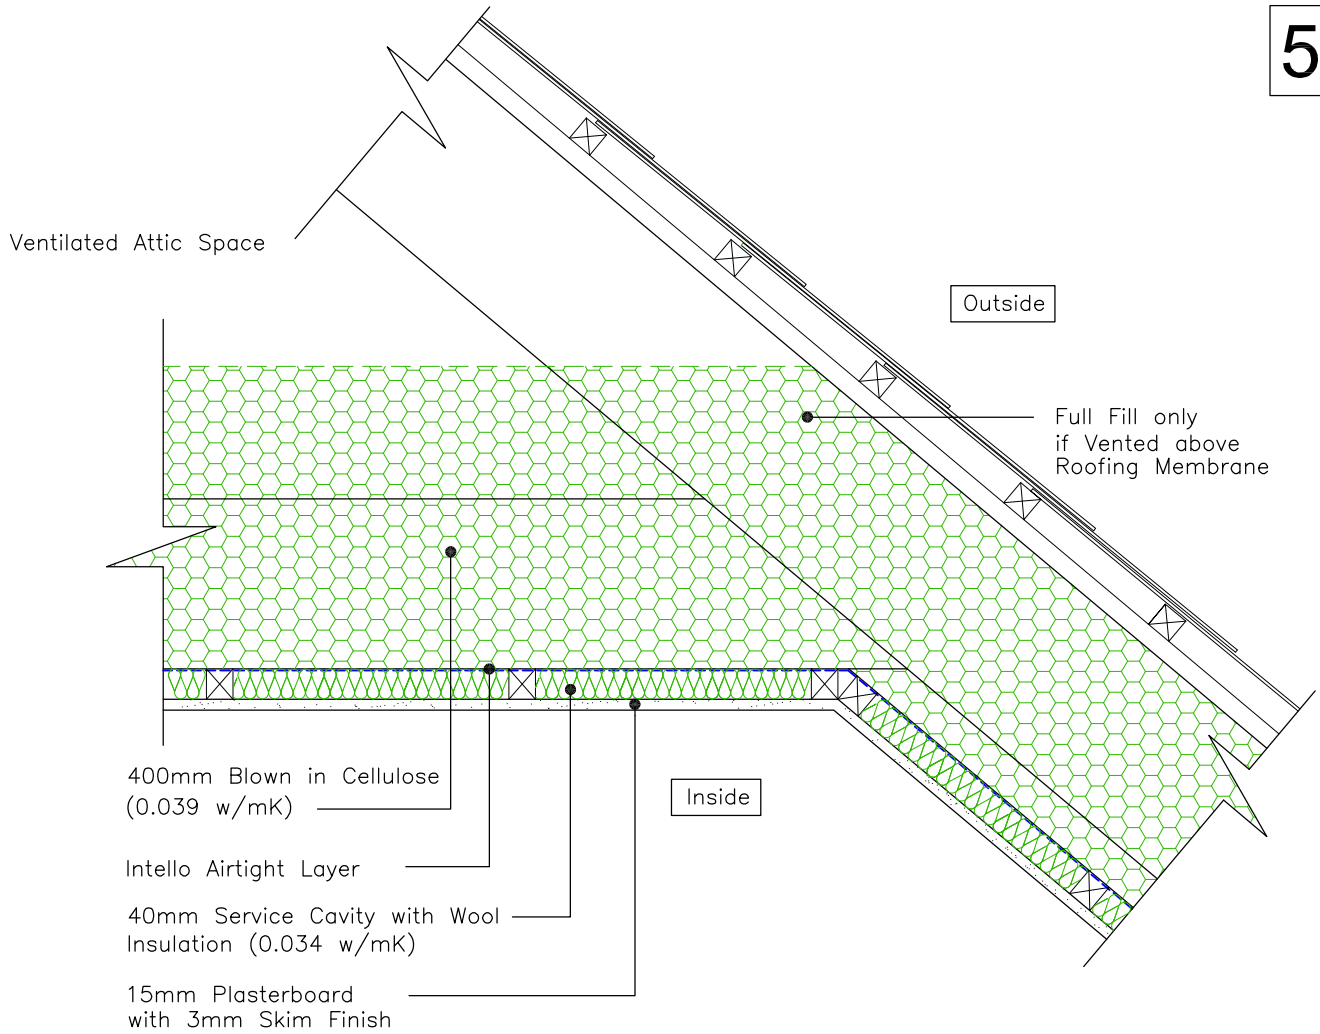 5
Ventilated Attic Space
Outside
Full Fill only
if Vented above
Roofing Membrane
400mm Blown in Cellulose
(0.039 w/mK)
Inside
Intello Airtight Layer
40mm Service Cavity with Wool
Insulation (0.034 w/mK)
15mm Plasterboard
with 3mm Skim Finish